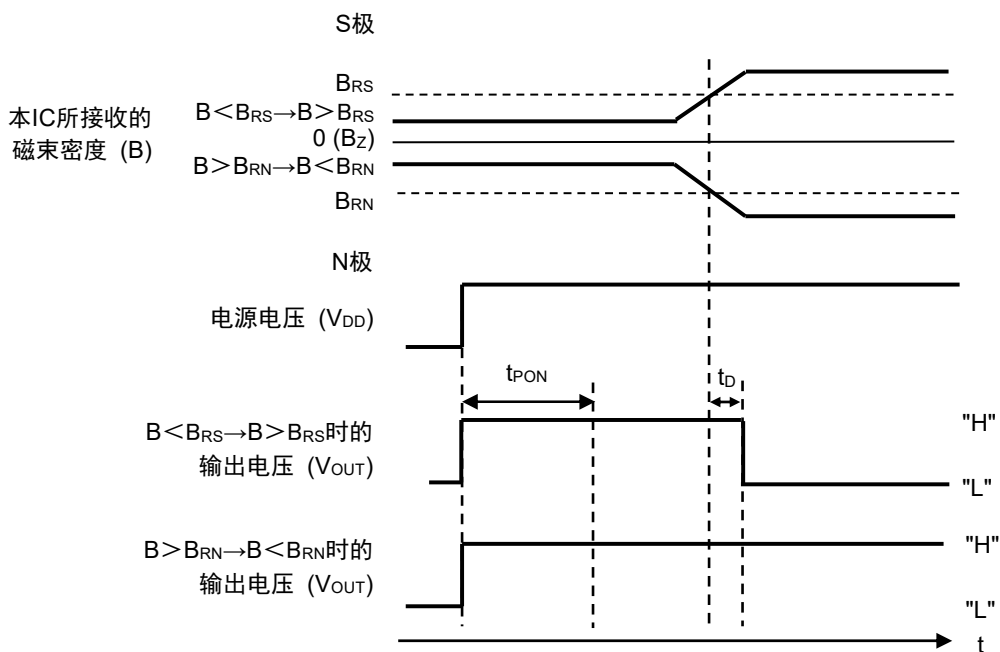 S极
BRS
本IC所接收的
磁束密度 (B)
B<BRS→B>BRS
0 (BZ)
B>BRN→B<BRN
BRN
N极
电源电压 (VDD)
tPON
tD
B<BRS→B>BRS时的
输出电压 (VOUT)
"H"
"L"
B>BRN→B<BRN时的
输出电压 (VOUT)
"H"
"L"
t